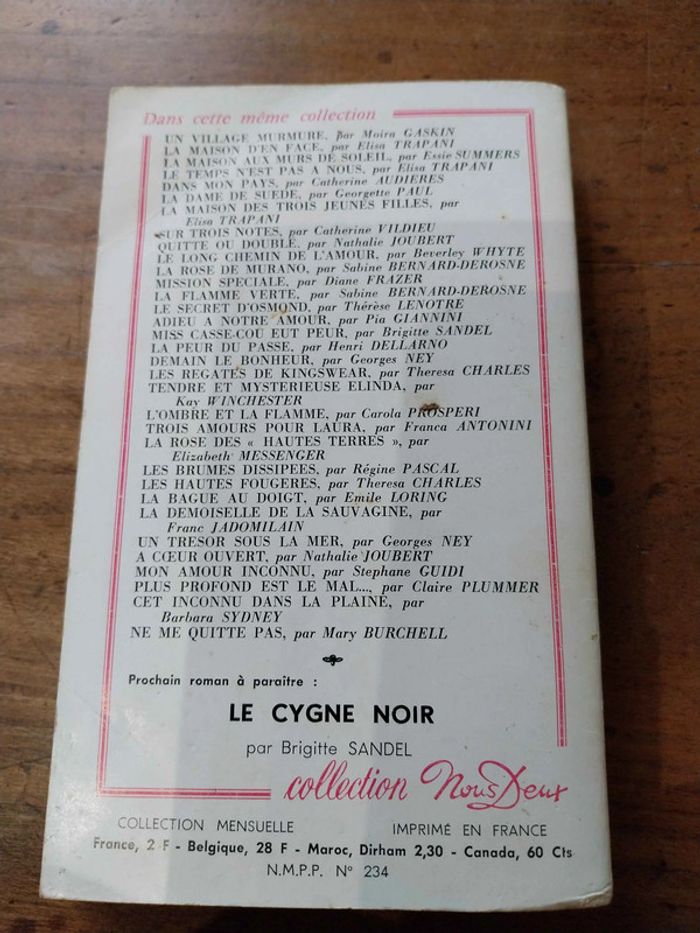 Dans cette même collection
UN VILLAGE MURMURE, par Moira GASKIN
LA MAISON D'EN FACE, par Elisa TRAPANI
LA MAISON AUX MURS DE SOLEIL, par Essie SUMMERS
LE TEMPS N'EST PAS A NOUS, par Elisa TRAPANI
DANS MON PAYS, par Catherine AUDIERES
LA DAME DE SUEDE, par Georgette PAUL
LA MAISON DES TROIS JEUNES FILLES, par
Elisa TRAPANI
SUR TROIS NOTES, par Catherine VILDIEU
QUITTE OU DOUBLE, par Nathalie JOUBERT
LE LONG CHEMIN DE L'AMOUR, par Beverley WHYTE
LA ROSE DE MURANO, par Sabine BERNARD-DEROSNE
MISSION SPECIALE, par Diane FRAZER
LA FLAMME VERTE, par Sabine BERNARD-DEROSNE
LE SECRET D'OSMOND, par Thérèse LENOTRE
ADIEU A NOTRE AMOUR, par Pia GIANNINI
MISS CASSE-COU EUT PEUR, par Brigitte SANDEL
LA PEUR DU PASSE, par Henri DELLARNO
DEMAIN LE BONHEUR, par Georges NEY
LES REGATES DE KINGSWEAR, par Theresa CHARLES
TENDRE ET MYSTERIEUSE ELINDA, par
Kay WINCHESTER
L'OMBRE ET LA FLAMME, par Carola PROSPERI
TROIS AMOURS POUR LAURA, par Franca ANTONINI
LA ROSE DES « HAUTES TERRES », par
Elizabeth MESSENGER
LES BRUMES DISSIPEES, par Régine PASCAL
LES HAUTES FOUGERES, par Theresa CHARLES
LA BAGUE AU DOIGT, par Emile LORING
LA DEMOISELLE DE LA SAUVAGINE, par
Franc JADOMILAIN
UN TRESOR SOUS LA MER, par Georges NEY
A CŒUR OUVERT, par Nathalie JOUBERT
MON AMOUR INCONNU, par Stephane GUIDI
PLUS PROFOND EST LE MAL..., par Claire PLUMMER
CET INCONNU DANS LA PLAINE, par
Barbara SYDNEY
NE ME QUITTE PAS, par Mary BURCHELL
Prochain roman à paraître :
LE CYGNE NOIR
par Brigitte SANDEL
collection Nous Deux
COLLECTION MENSUELLE IMPRIMÉ EN FRANCE
France, 2 F - Belgique, 28 F - Maroc, Dirham 2,30 - Canada, 60 Cts
N.M.P.P. N° 234